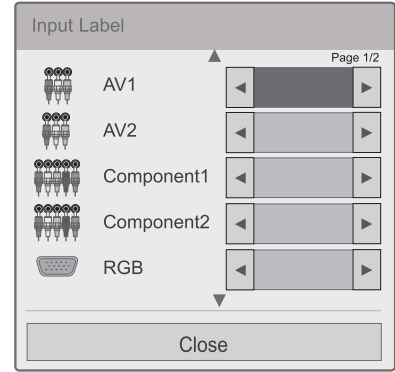 Input Label
Page 1/2
AV1
AV2
Component1
Component2
RGB
Close